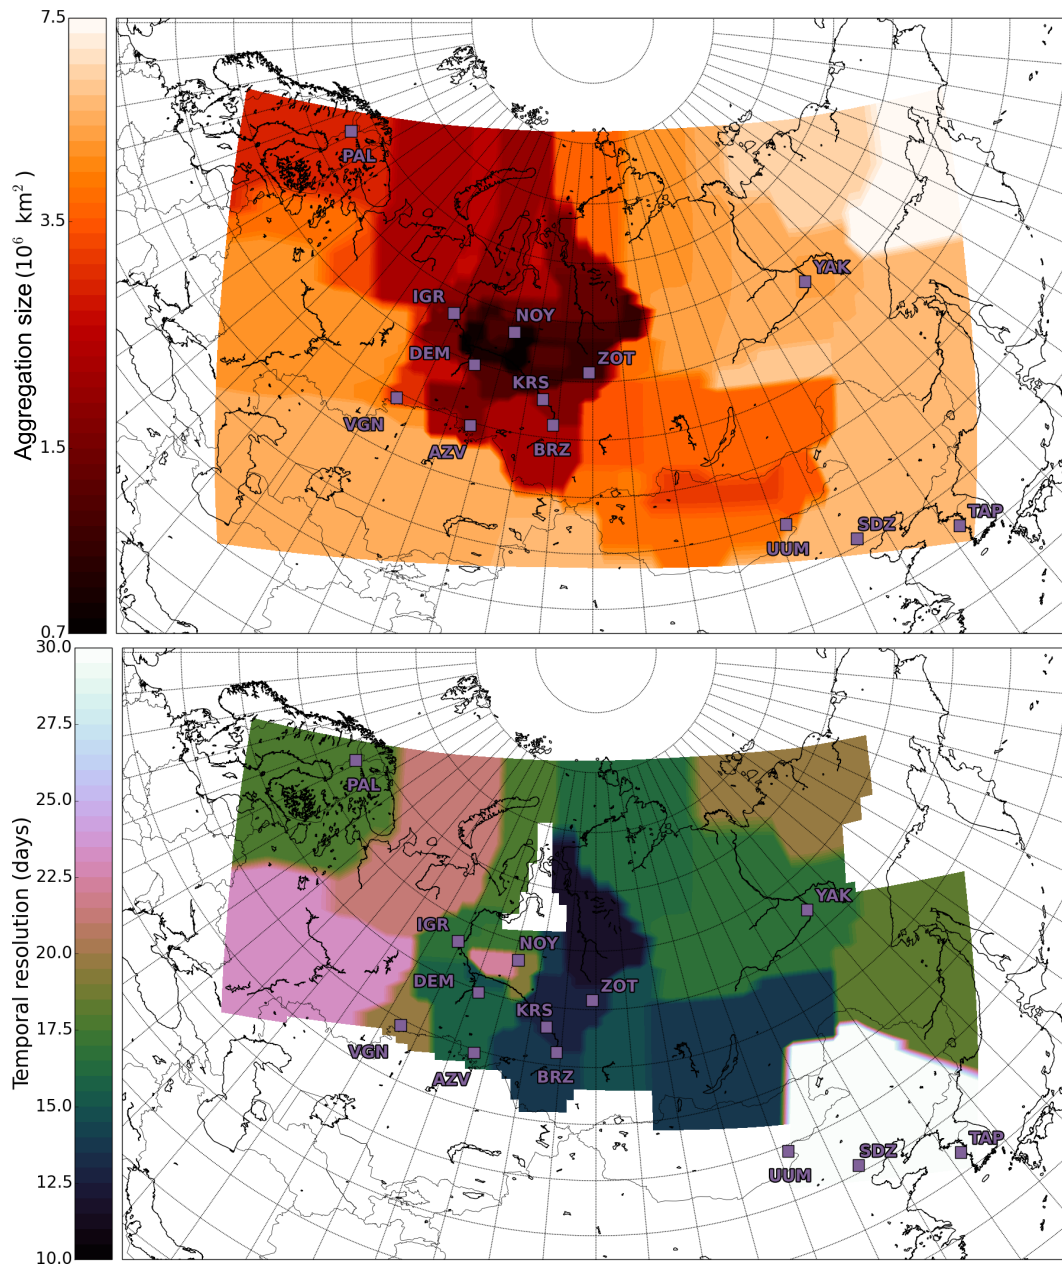 7.5
3.5
1.5
0.7
Aggregation size (10⁶ km²)
PAL
YAK
IGR
NOY
DEM
ZOT
KRS
VGN
AZV
BRZ
UUM
SDZ
TAP
30.0
27.5
25.0
22.5
20.0
17.5
15.0
12.5
10.0
Temporal resolution (days)
PAL
YAK
IGR
NOY
DEM
ZOT
KRS
VGN
AZV
BRZ
UUM
SDZ
TAP